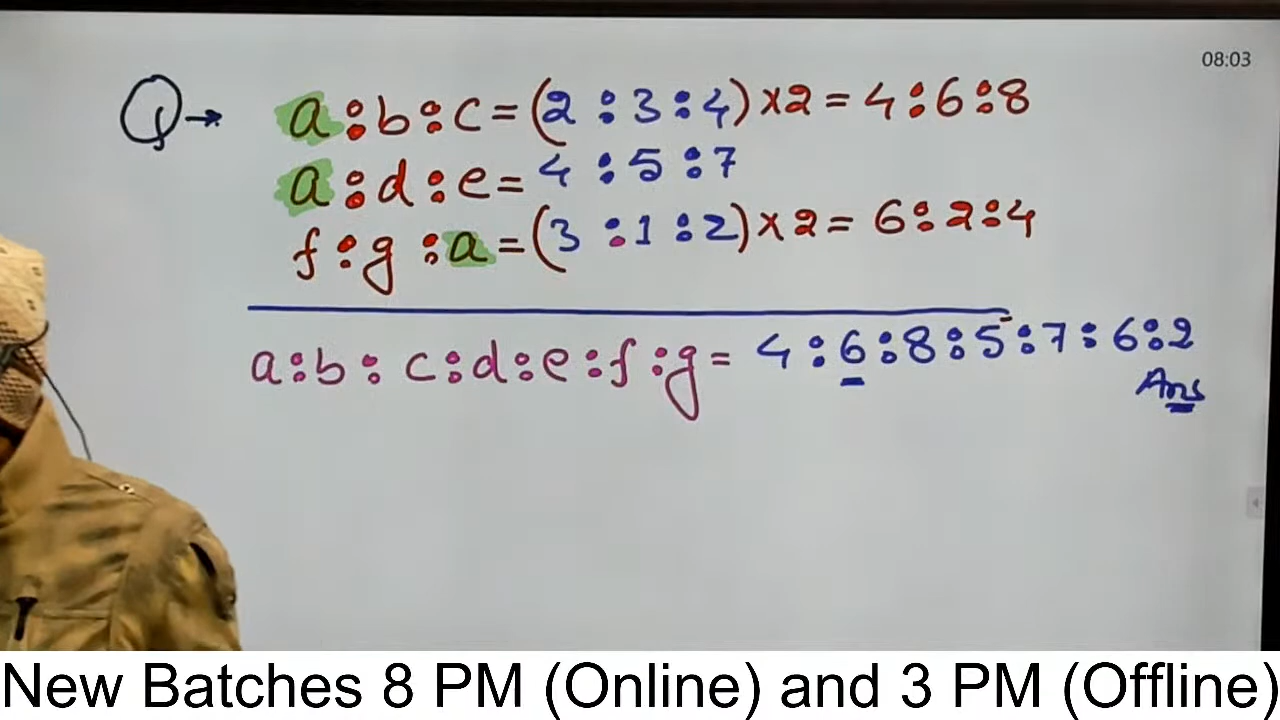 08:03
Q→ a:b:c=(2:3:4)×2=4:6:8
a:d:e=4:5:7
f:g:a=(3:1:2)×2=6:2:4
a:b:c:d:e:f:g=4:6:8:5:7:6:2
Ans
New Batches 8 PM (Online) and 3 PM (Offline)